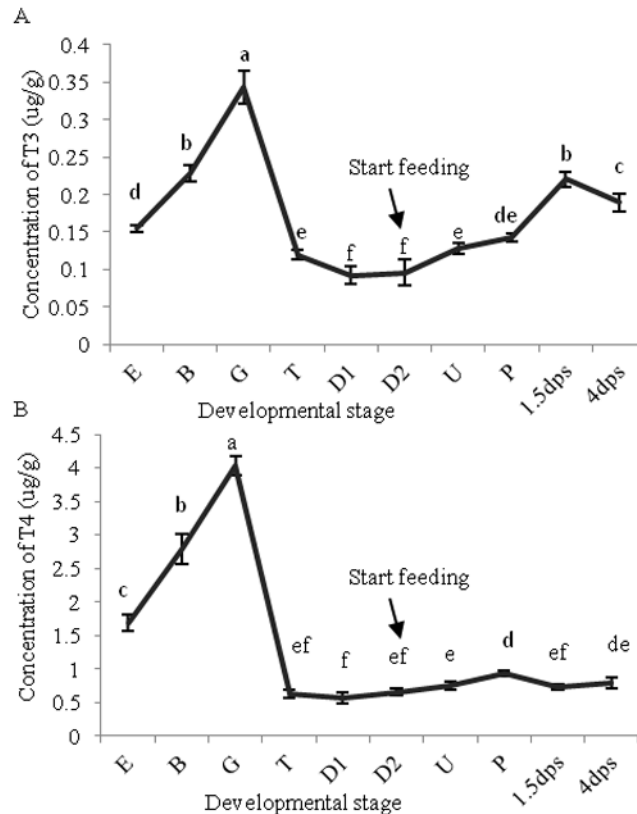 A
Concentration of T3 (ug/g)
0.4
0.35
0.3
0.25
0.2
0.15
0.1
0.05
0
d
b
a
e
f
f
e
de
b
c
Start feeding
E
B
G
T
D1
D2
U
P
1.5dps
4dps
Developmental stage
B
Concentration of T4 (ug/g)
4.5
4
3.5
3
2.5
2
1.5
1
0.5
0
c
b
a
ef
f
ef
e
d
ef
de
Start feeding
E
B
G
T
D1
D2
U
P
1.5dps
4dps
Developmental stage